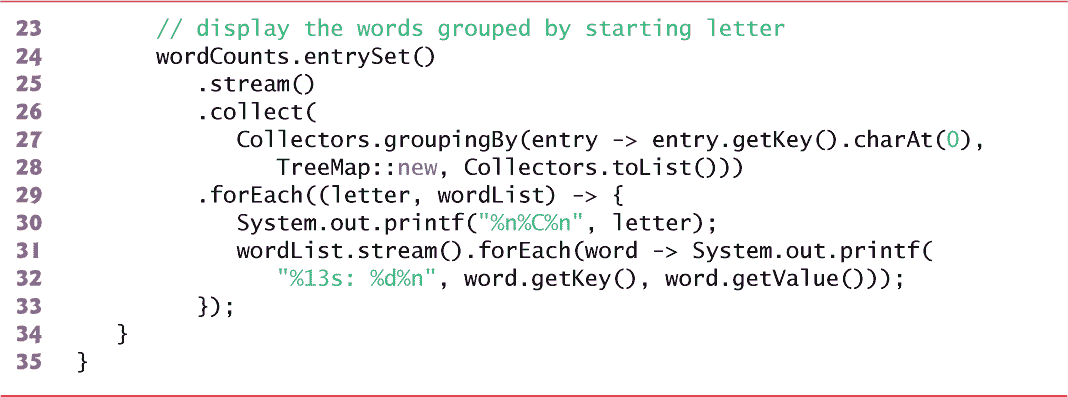 23         // display the words grouped by starting letter
24         wordCounts.entrySet()
25            .stream()
26            .collect(
27               Collectors.groupingBy(entry -> entry.getKey().charAt(0),
28                  TreeMap::new, Collectors.toList()))
29            .forEach((letter, wordList) -> {
30               System.out.printf("%n%C%n", letter);
31               wordList.stream().forEach(word -> System.out.printf(
32                  "%13s: %d%n", word.getKey(), word.getValue()));
33            });
34      }
35   }